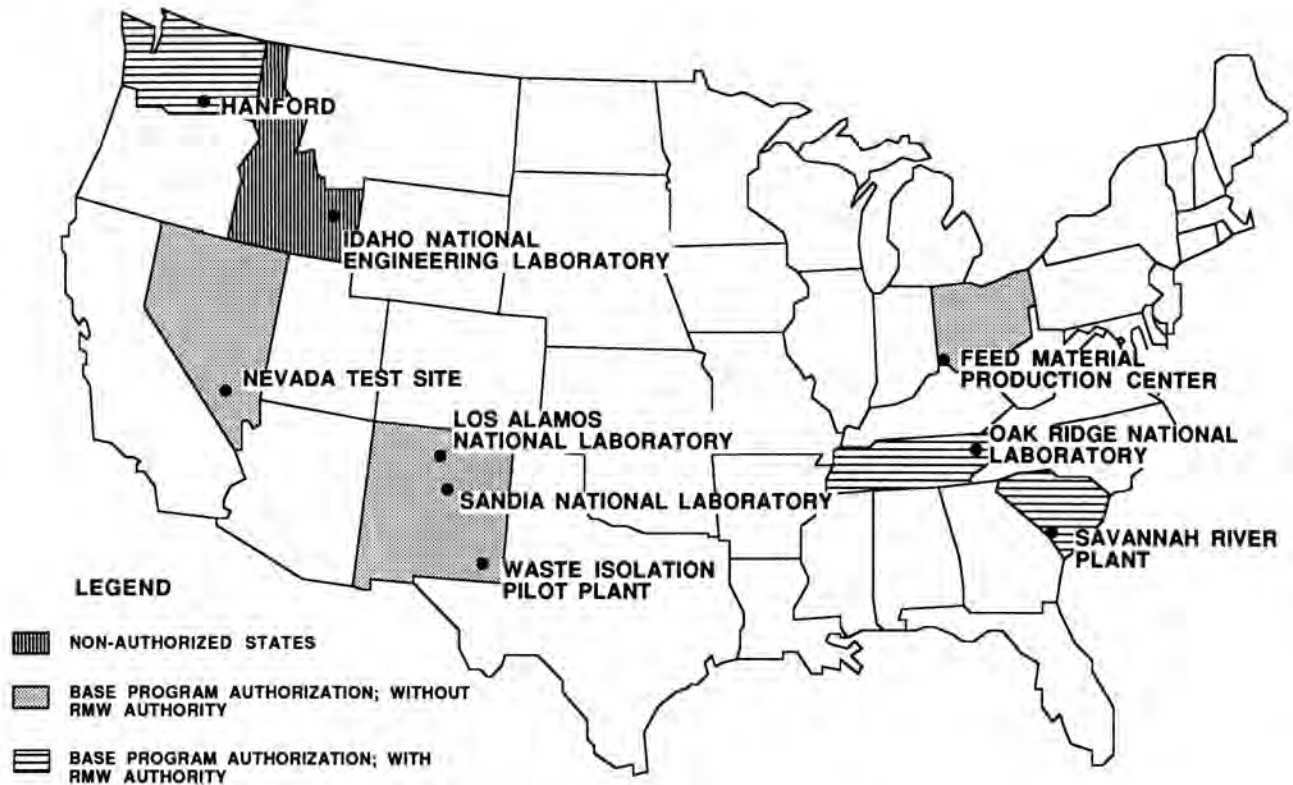 HANFORD
IDAHO NATIONAL
ENGINEERING LABORATORY
NEVADA TEST SITE
LOS ALAMOS
NATIONAL LABORATORY
SANDIA NATIONAL LABORATORY
WASTE ISOLATION
PILOT PLANT
FEED MATERIAL
PRODUCTION CENTER
OAK RIDGE NATIONAL
LABORATORY
SAVANNAH RIVER
PLANT
LEGEND
NON-AUTHORIZED STATES
BASE PROGRAM AUTHORIZATION; WITHOUT
RMW AUTHORITY
BASE PROGRAM AUTHORIZATION; WITH
RMW AUTHORITY